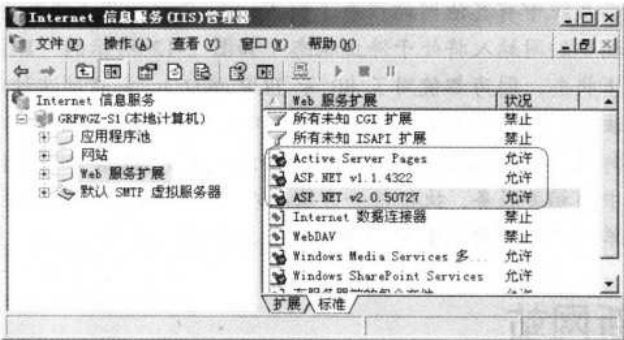 Internet 信息服务(IIS)管理器
文件(F) 操作(A) 查看(V) 窗口(W) 帮助(H)
Internet 信息服务
GRFWGZ-S1(本地计算机)
应用程序池
网站
Web 服务扩展
默认 SMTP 虚拟服务器
Web 服务扩展 状况
所有未知 CGI 扩展 禁止
所有未知 ISAPI 扩展 禁止
Active Server Pages 允许
ASP.NET v1.1.4322 允许
ASP.NET v2.0.50727 允许
Internet 数据连接器 禁止
WebDAV 禁止
Windows Media Services 多... 允许
Windows SharePoint Services 允许
扩展 标准